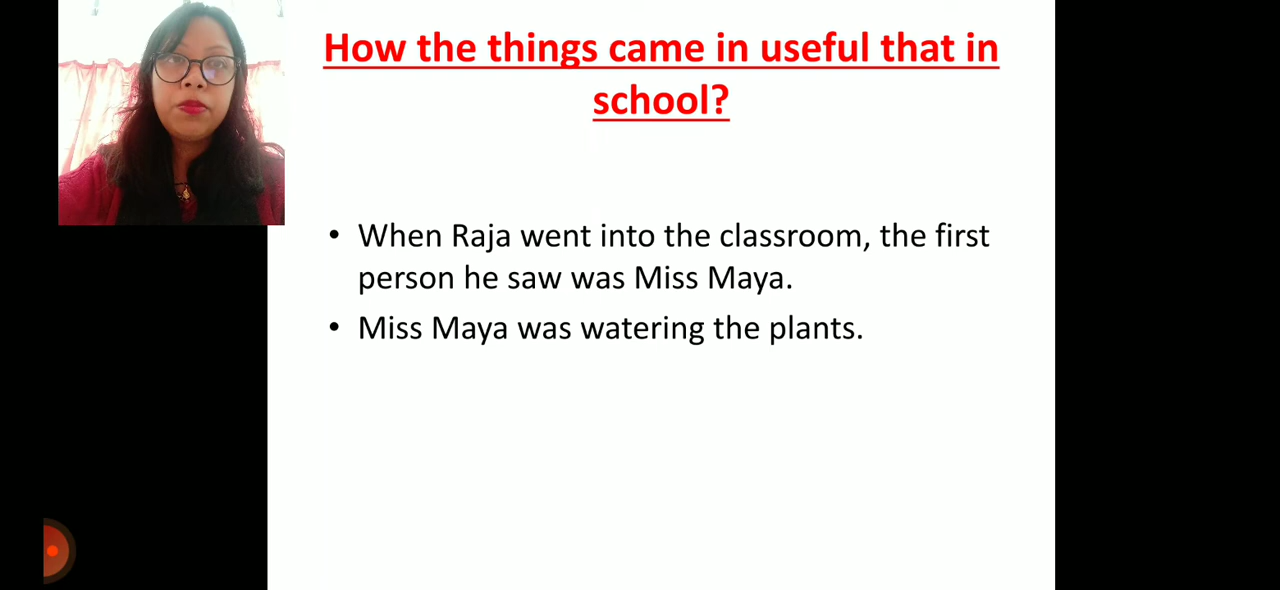 How the things came in useful that in
school?
• When Raja went into the classroom, the first
person he saw was Miss Maya.
• Miss Maya was watering the plants.